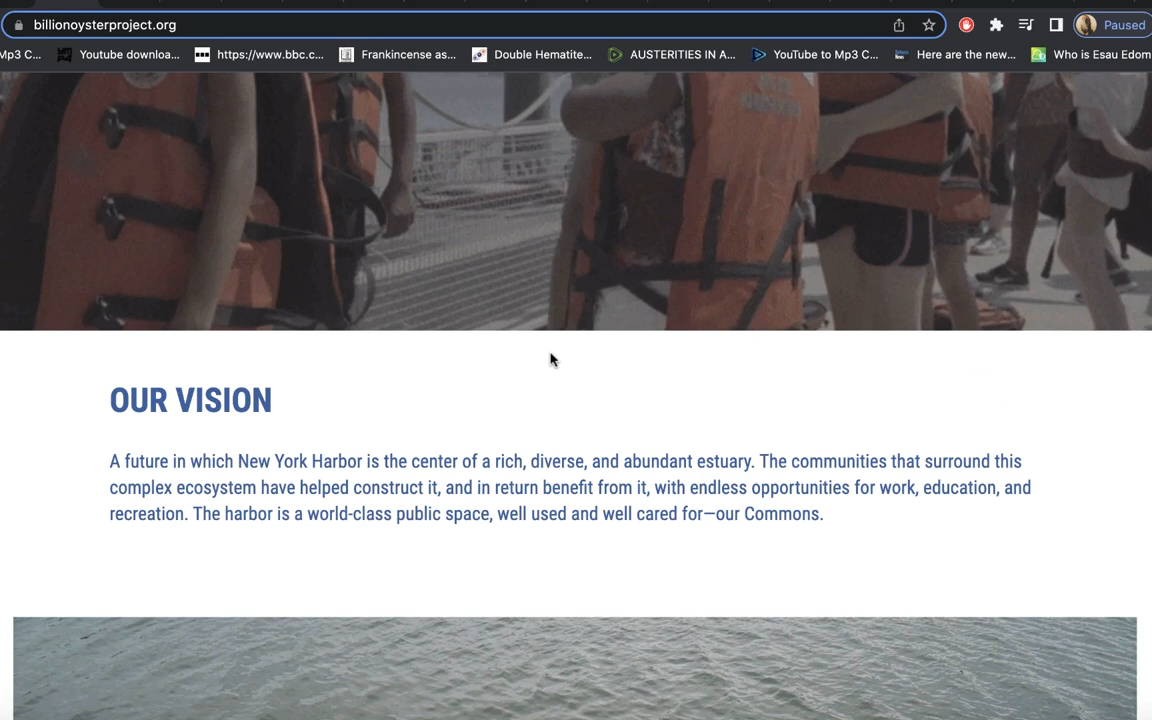 billionoysterproject.org
Paused
Mp3 C...
Youtube downloa...
https://www.bbc.c...
Frankincense as...
Double Hematite...
AUSTERITIES IN A...
YouTube to Mp3 C...
Here are the new...
Who is Esau Edom
OUR VISION
A future in which New York Harbor is the center of a rich, diverse, and abundant estuary. The communities that surround this
complex ecosystem have helped construct it, and in return benefit from it, with endless opportunities for work, education, and
recreation. The harbor is a world-class public space, well used and well cared for—our Commons.